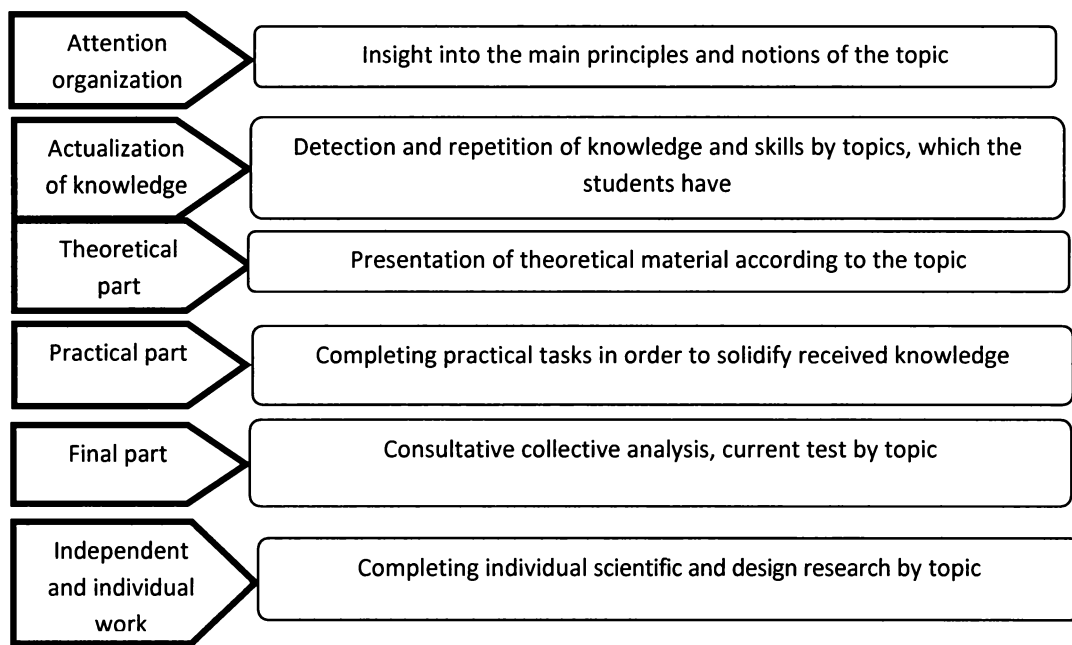 Attention
organization
Insight into the main principles and notions of the topic
Actualization
of knowledge
Detection and repetition of knowledge and skills by topics, which the
students have
Theoretical
part
Presentation of theoretical material according to the topic
Practical part
Completing practical tasks in order to solidify received knowledge
Final part
Consultative collective analysis, current test by topic
Independent
and individual
work
Completing individual scientific and design research by topic